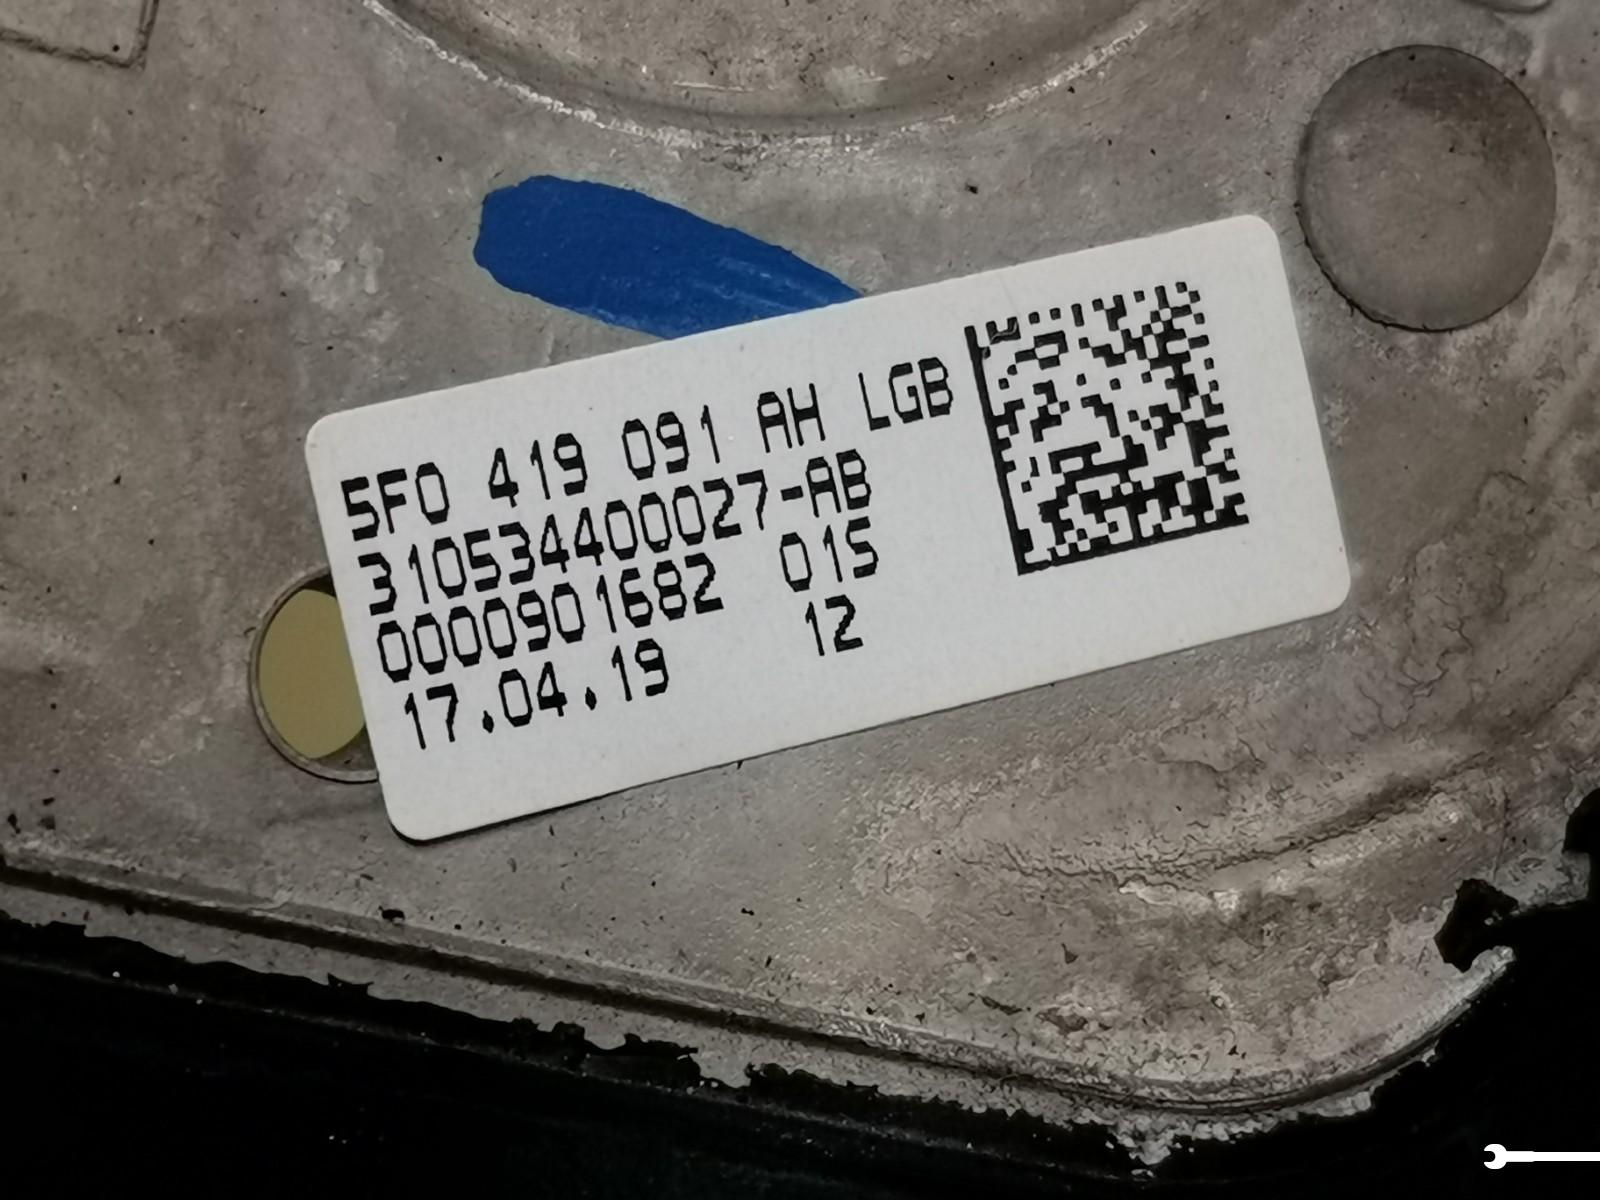 5F0 419 091 AH LGB
310534400027-AB
0000901682 015
17.04.19 12